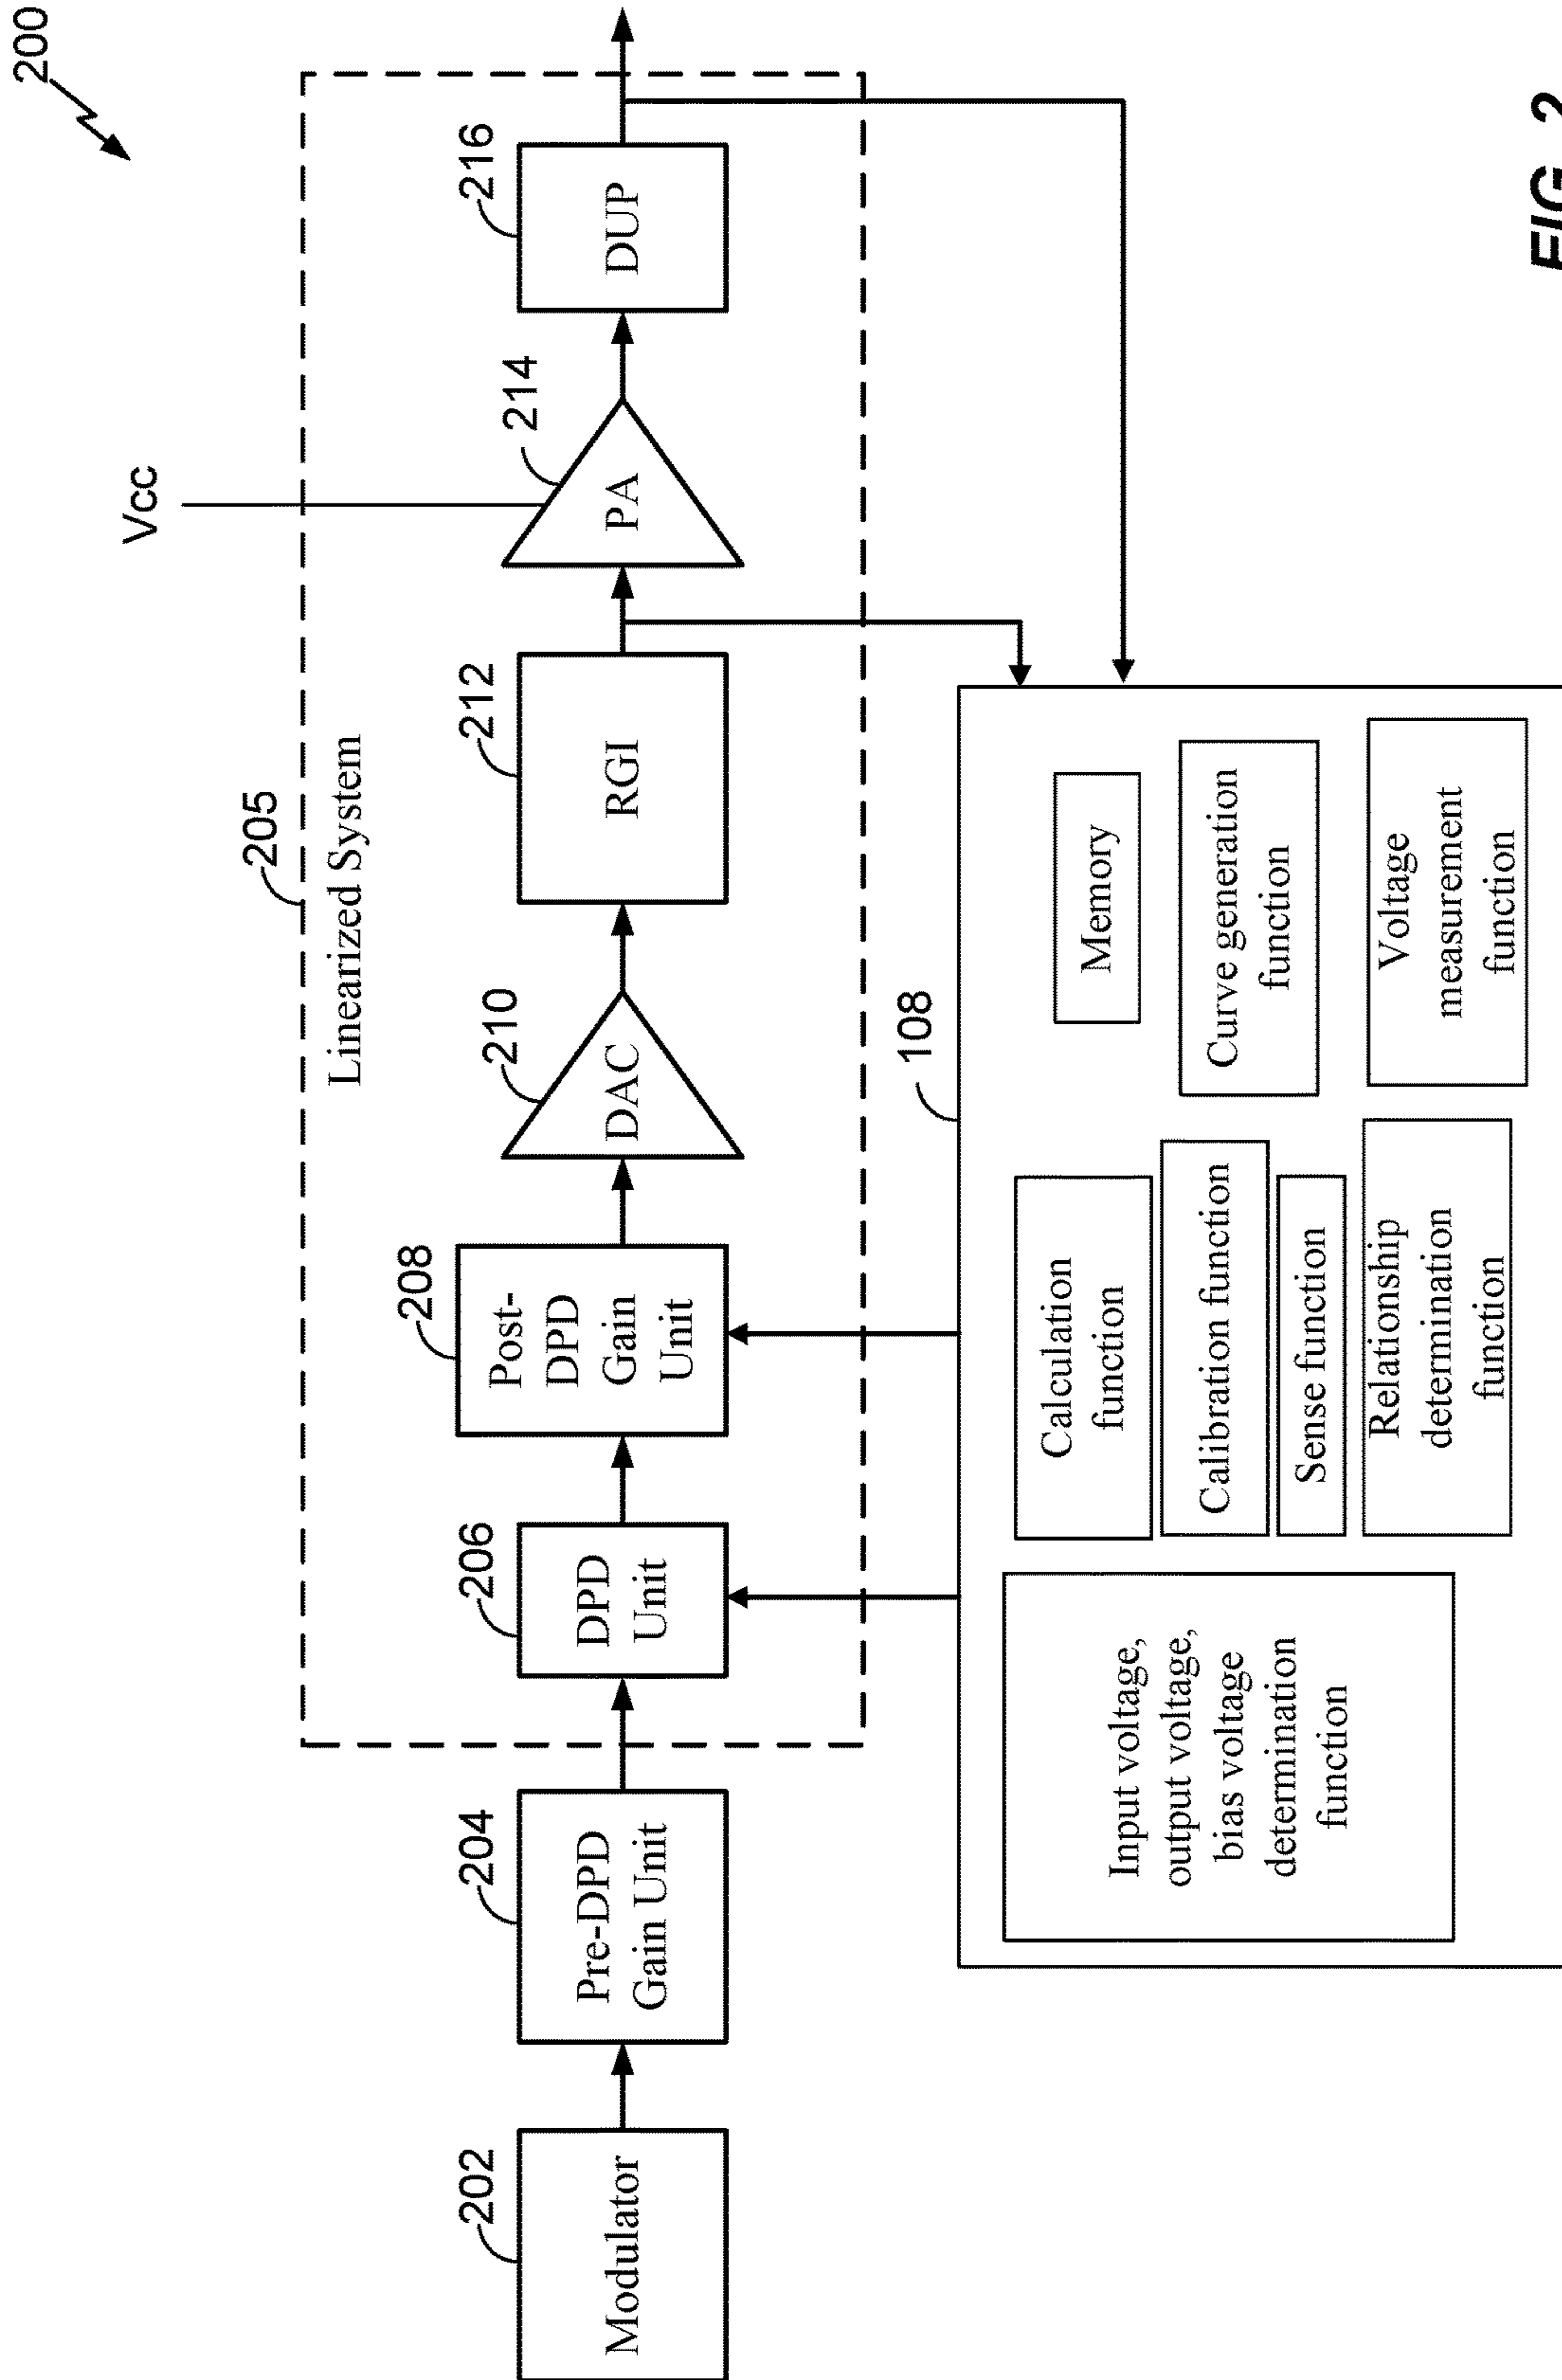 200
Vcc
205
Linearized System
202
Modulator
204
Pre-DPD
Gain Unit
206
DPD
Unit
208
Post-
DPD
Gain
Unit
210
DAC
212
RGI
214
PA
216
DUP
108
Input voltage,
output voltage,
bias voltage
determination
function
Calculation
function
Calibration function
Sense function
Relationship
determination
function
Memory
Curve generation
function
Voltage
measurement
function
FIG. 2